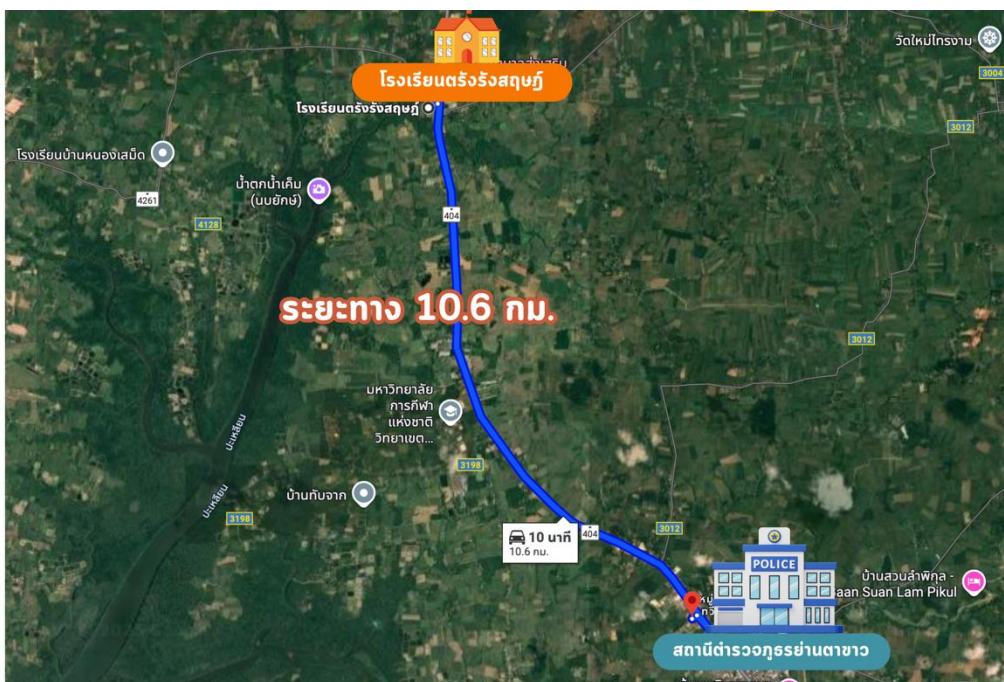 วัดใหม่ไทรงาม
3004
โรงเรียนตรังรังสฤษฎ์
โรงเรียนตรังรังสฤษฎ์
3012
โรงเรียนบ้านหนองเสม็ด
น้ำตกน้ำเค็ม
(นบยักษ์)
4261
4128
404
ระยะทาง 10.6 กม.
3012
มหาวิทยาลัย
การกีฬา
แห่งชาติ
วิทยาเขต...
ปะเหลียน
3198
บ้านทับจาก
ปะเหลียน
3198
10 นาที
10.6 กม.
404
3012
POLICE
บ้านสวนลำพิกุล -
aan Suan Lam Pikul
สถานีตำรวจภูธรย่านตาขาว